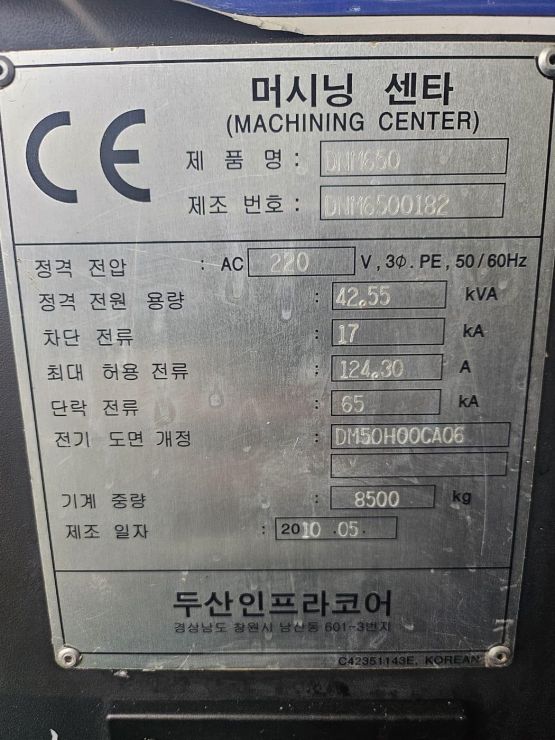 CE
머시닝 센타
(MACHINING CENTER)
제 품 명 : DNM650
제조 번호 : DNM6500182
정격 전압 : AC 220 V , 3Φ . PE , 50 / 60Hz
정격 전원 용량 : 42.55 kVA
차단 전류 : 17 kA
최대 허용 전류 : 124.30 A
단락 전류 : 65 kA
전기 도면 개정 : DM50H00CA06
기계 중량 : 8500 kg
제조 일자 : 2010 .05.
두산인프라코어
경상남도 창원시 남산동 601-3번지
C42351143E, KOREAN